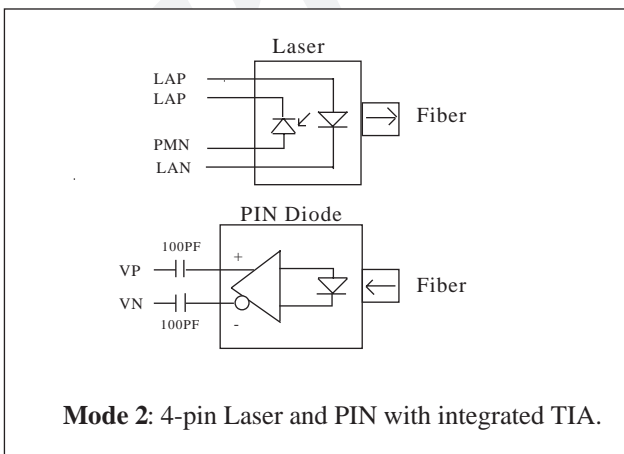 Laser
LAP
LAP
Fiber
PMN
LAN
PIN Diode
100PF
+
VP
Fiber
VN
100PF
-
Mode 2: 4-pin Laser and PIN with integrated TIA.